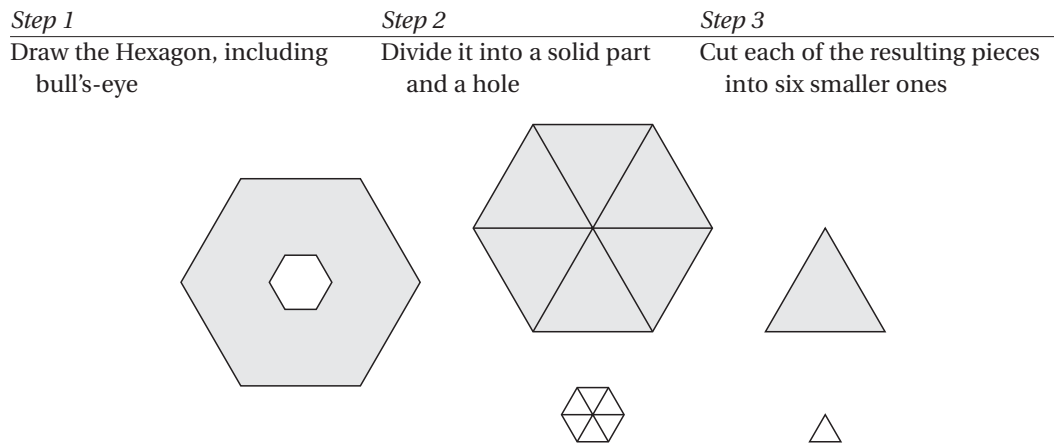 Step 1
Step 2
Step 3
Draw the Hexagon, including
bull's-eye
Divide it into a solid part
and a hole
Cut each of the resulting pieces
into six smaller ones